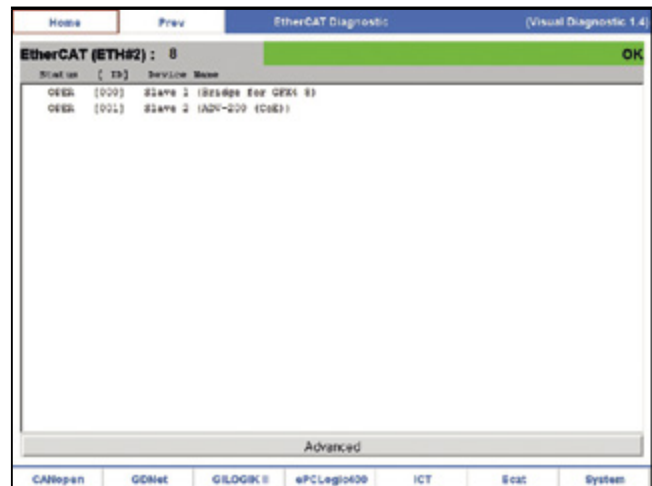 Home Prev EtherCAT Diagnostic (Visual Diagnostic 1.4)
EtherCAT (ETH#2) : 8 OK
Status [ ID] Device Name
OPER [000] Slave 1 (Bridge for GFX4 8)
OPER [001] Slave 2 (ADV-200 (CoE))
Advanced
CANopen GDNet GILOGIK II ePCLogic400 ICT Ecat System